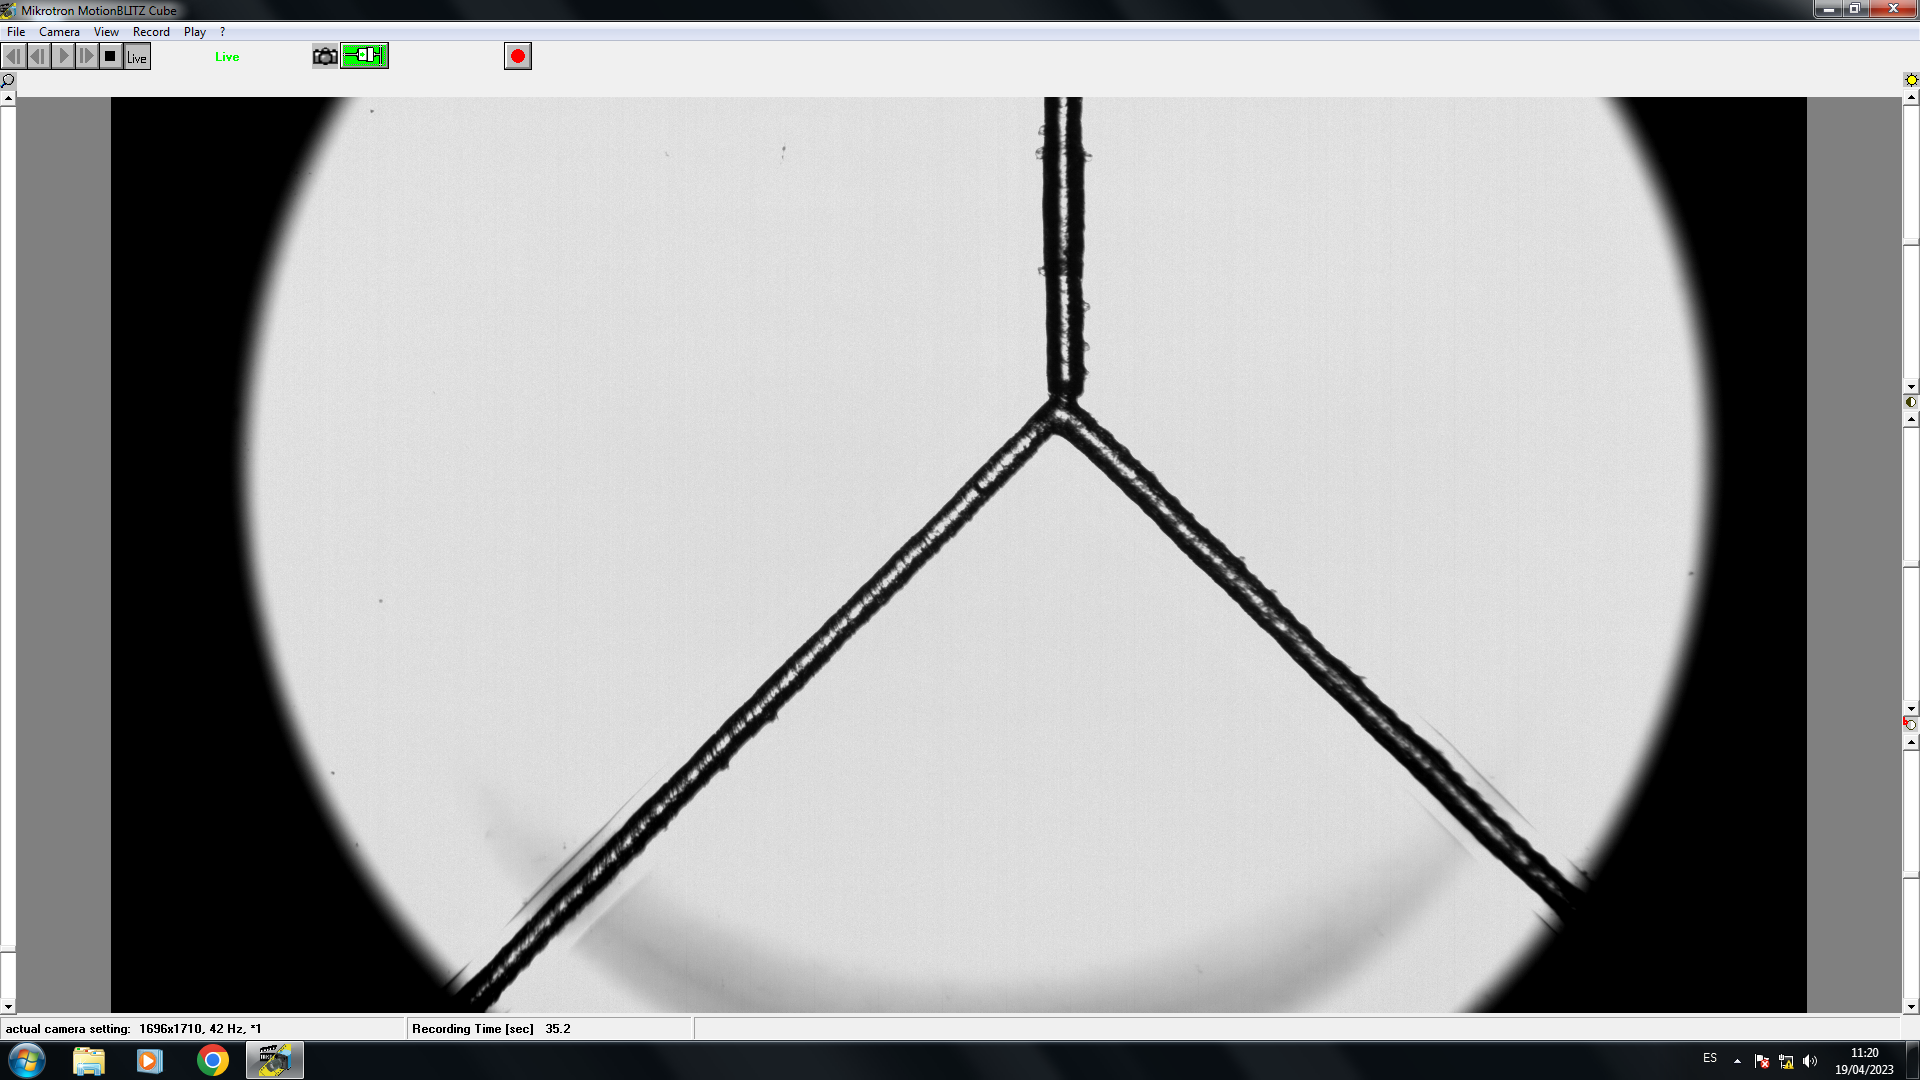 Mikrotron MotionBLITZ Cube
File Camera View Record Play ?
Live Live
actual camera setting: 1696x1710, 42 Hz, *1 Recording Time [sec] 35.2
ES 11:20
19/04/2023